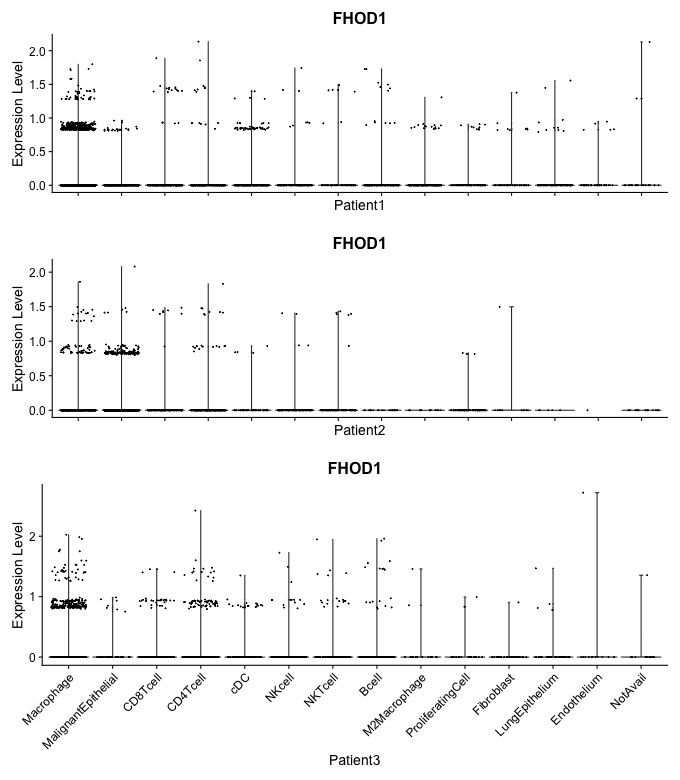 FHOD1
Expression Level
2.0
1.5
1.0
0.5
0.0
Patient1
FHOD1
Expression Level
2.0
1.5
1.0
0.5
0.0
Patient2
FHOD1
Expression Level
2
1
0
Macrophage
MalignantEpithelial
CD8Tcell
CD4Tcell
cDC
NKcell
NKTcell
Bcell
M2Macrophage
ProliferatingCell
Fibroblast
LungEpithelium
Endothelium
NotAvail
Patient3